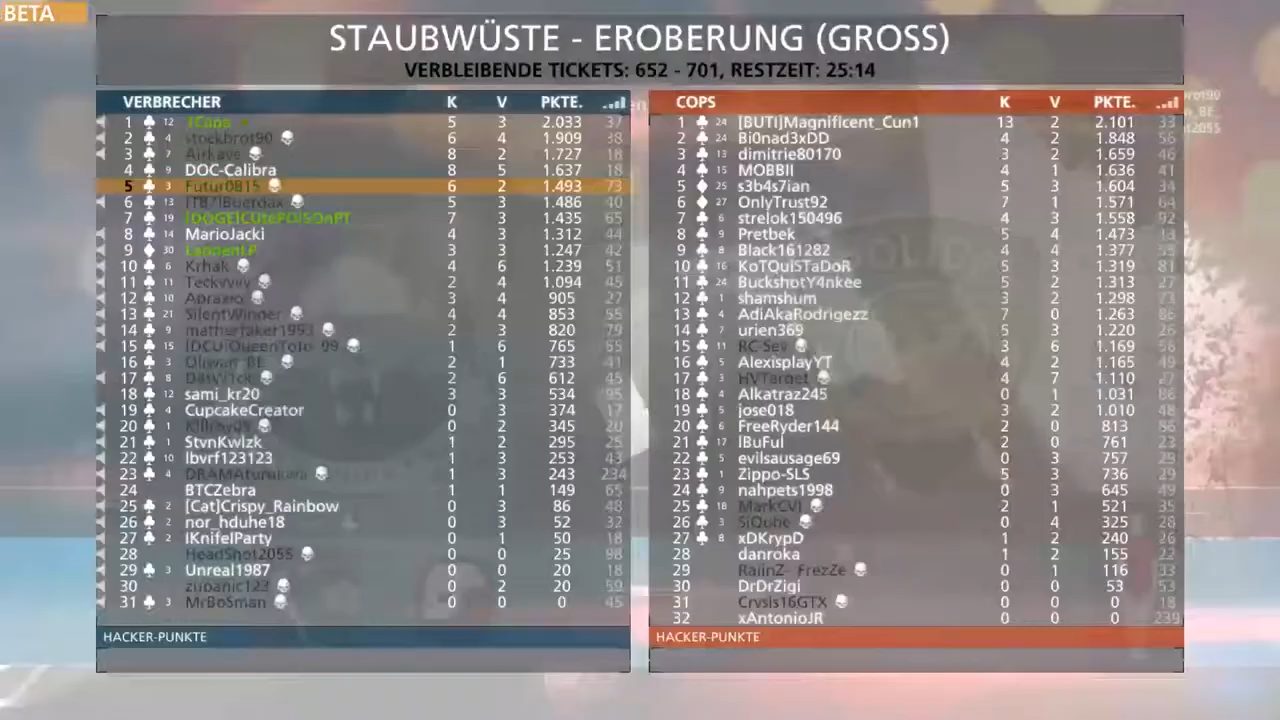 BETA
STAUBWÜSTE - EROBERUNG (GROSS)
VERBLEIBENDE TICKETS: 652 - 701, RESTZEIT: 25:14
VERBRECHER K V PKTE.
1 12 5 3 2.033 37
2 4 stockbrot90 6 4 1.909 38
3 7 8 2 1.727 18
4 9 DOC-Calibra 8 5 1.637 18
5 3 Futur0815 6 2 1.493 73
6 13 5 3 1.486 40
7 19 [DOGE]CUtePOiSOnPT 7 3 1.435 65
8 14 MarioJacki 5 4 1.312 44
9 30 3 3 1.247 42
10 6 Krhak 4 6 1.239 51
11 11 2 4 1.094 45
12 10 3 4 905 27
13 21 SilentWinder 4 4 853 55
14 9 2 3 820 79
15 15 1 6 765 65
16 3 2 1 733 41
17 8 2 6 612 45
18 12 sami_kr20 3 3 534 95
19 4 CupcakeCreator 0 3 374 17
20 1 0 2 345 20
21 1 StvnKwlzk 1 2 295 25
22 10 lbvrf123123 1 3 253 43
23 4 1 3 243 234
24 BTCZebra 1 1 149 65
25 2 [Cat]Crispy_Rainbow 0 3 86 48
26 2 nor_hduhe18 0 3 52 32
27 2 IKnifeIParty 0 1 50 18
28 HeadShot2055 0 0 25 98
29 3 Unreal1987 0 0 20 18
30 zubanic123 0 2 20 59
31 3 MrBoSman 0 0 0 45
HACKER-PUNKTE
COPS K V PKTE.
1 24 [BUTI]Magnificent_Cun1 13 2 2.101 33
2 24 Bi0nad3xDD 4 2 1.848 56
3 13 dimitrie80170 3 2 1.659 46
4 15 MOBBII 4 1 1.636 41
5 25 s3b4s7ian 5 3 1.604 34
6 27 OnlyTrust92 7 1 1.571 64
7 6 strelok150496 4 3 1.558 92
8 9 Pretbek 5 4 1.473 13
9 8 Black161282 4 4 1.377 55
10 16 KoTQuiSTaDoR 5 3 1.319 81
11 24 BuckshotY4nkee 5 2 1.313 27
12 1 shamshum 3 2 1.298 73
13 4 AdiAkaRodrigezz 7 0 1.263 86
14 7 urien369 5 3 1.220 26
15 11 RC-Sev 3 6 1.169 56
16 5 AlexisplayYT 4 2 1.165 49
17 3 HVTarget 4 7 1.110 27
18 4 Alkatraz245 0 1 1.031 86
19 5 jose018 3 2 1.010 48
20 6 FreeRyder144 2 0 813 86
21 17 lBuFul 2 0 761 23
22 5 evilsausage69 0 3 757 29
23 1 Zippo-SLS 5 3 736 29
24 9 nahpets1998 0 3 645 49
25 18 MarkCVI 2 1 521 35
26 3 SiQube 0 4 325 28
27 8 xDKrypD 1 2 240 26
28 danroka 1 2 155 22
29 RaiinZ-_FrezZe 0 1 116 33
30 DrDrZigi 0 0 53 53
31 Crysis16GTX 0 0 0 18
32 xAntonioJR 0 0 0 239
HACKER-PUNKTE